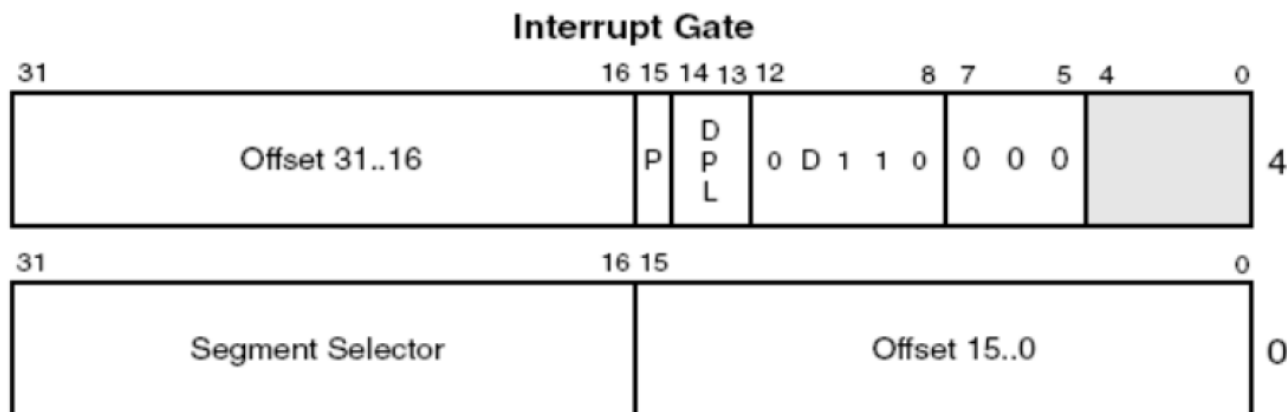 Interrupt Gate
31 16 15 14 13 12 8 7 5 4 0
Offset 31..16 P DPL 0 D 1 1 0 0 0 0 4
31 16 15 0
Segment Selector Offset 15..0 0